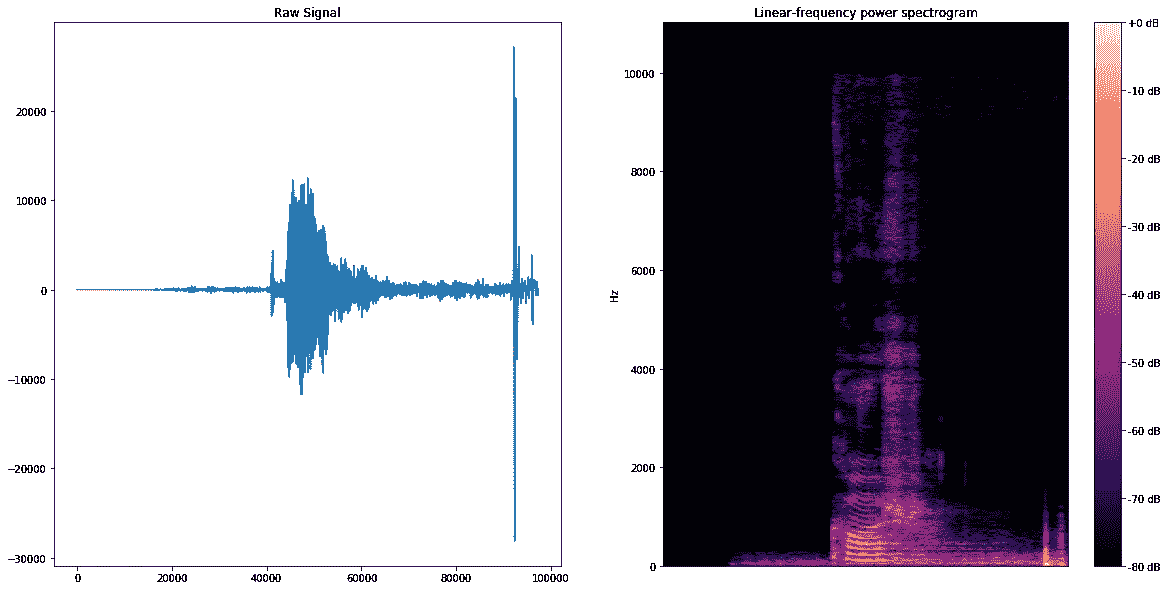 Raw Signal
20000
10000
0
−10000
−20000
−30000
0
20000
40000
60000
80000
100000
Linear-frequency power spectrogram
Hz
10000
8000
6000
4000
2000
0
+0 dB
-10 dB
-20 dB
-30 dB
-40 dB
-50 dB
-60 dB
-70 dB
-80 dB